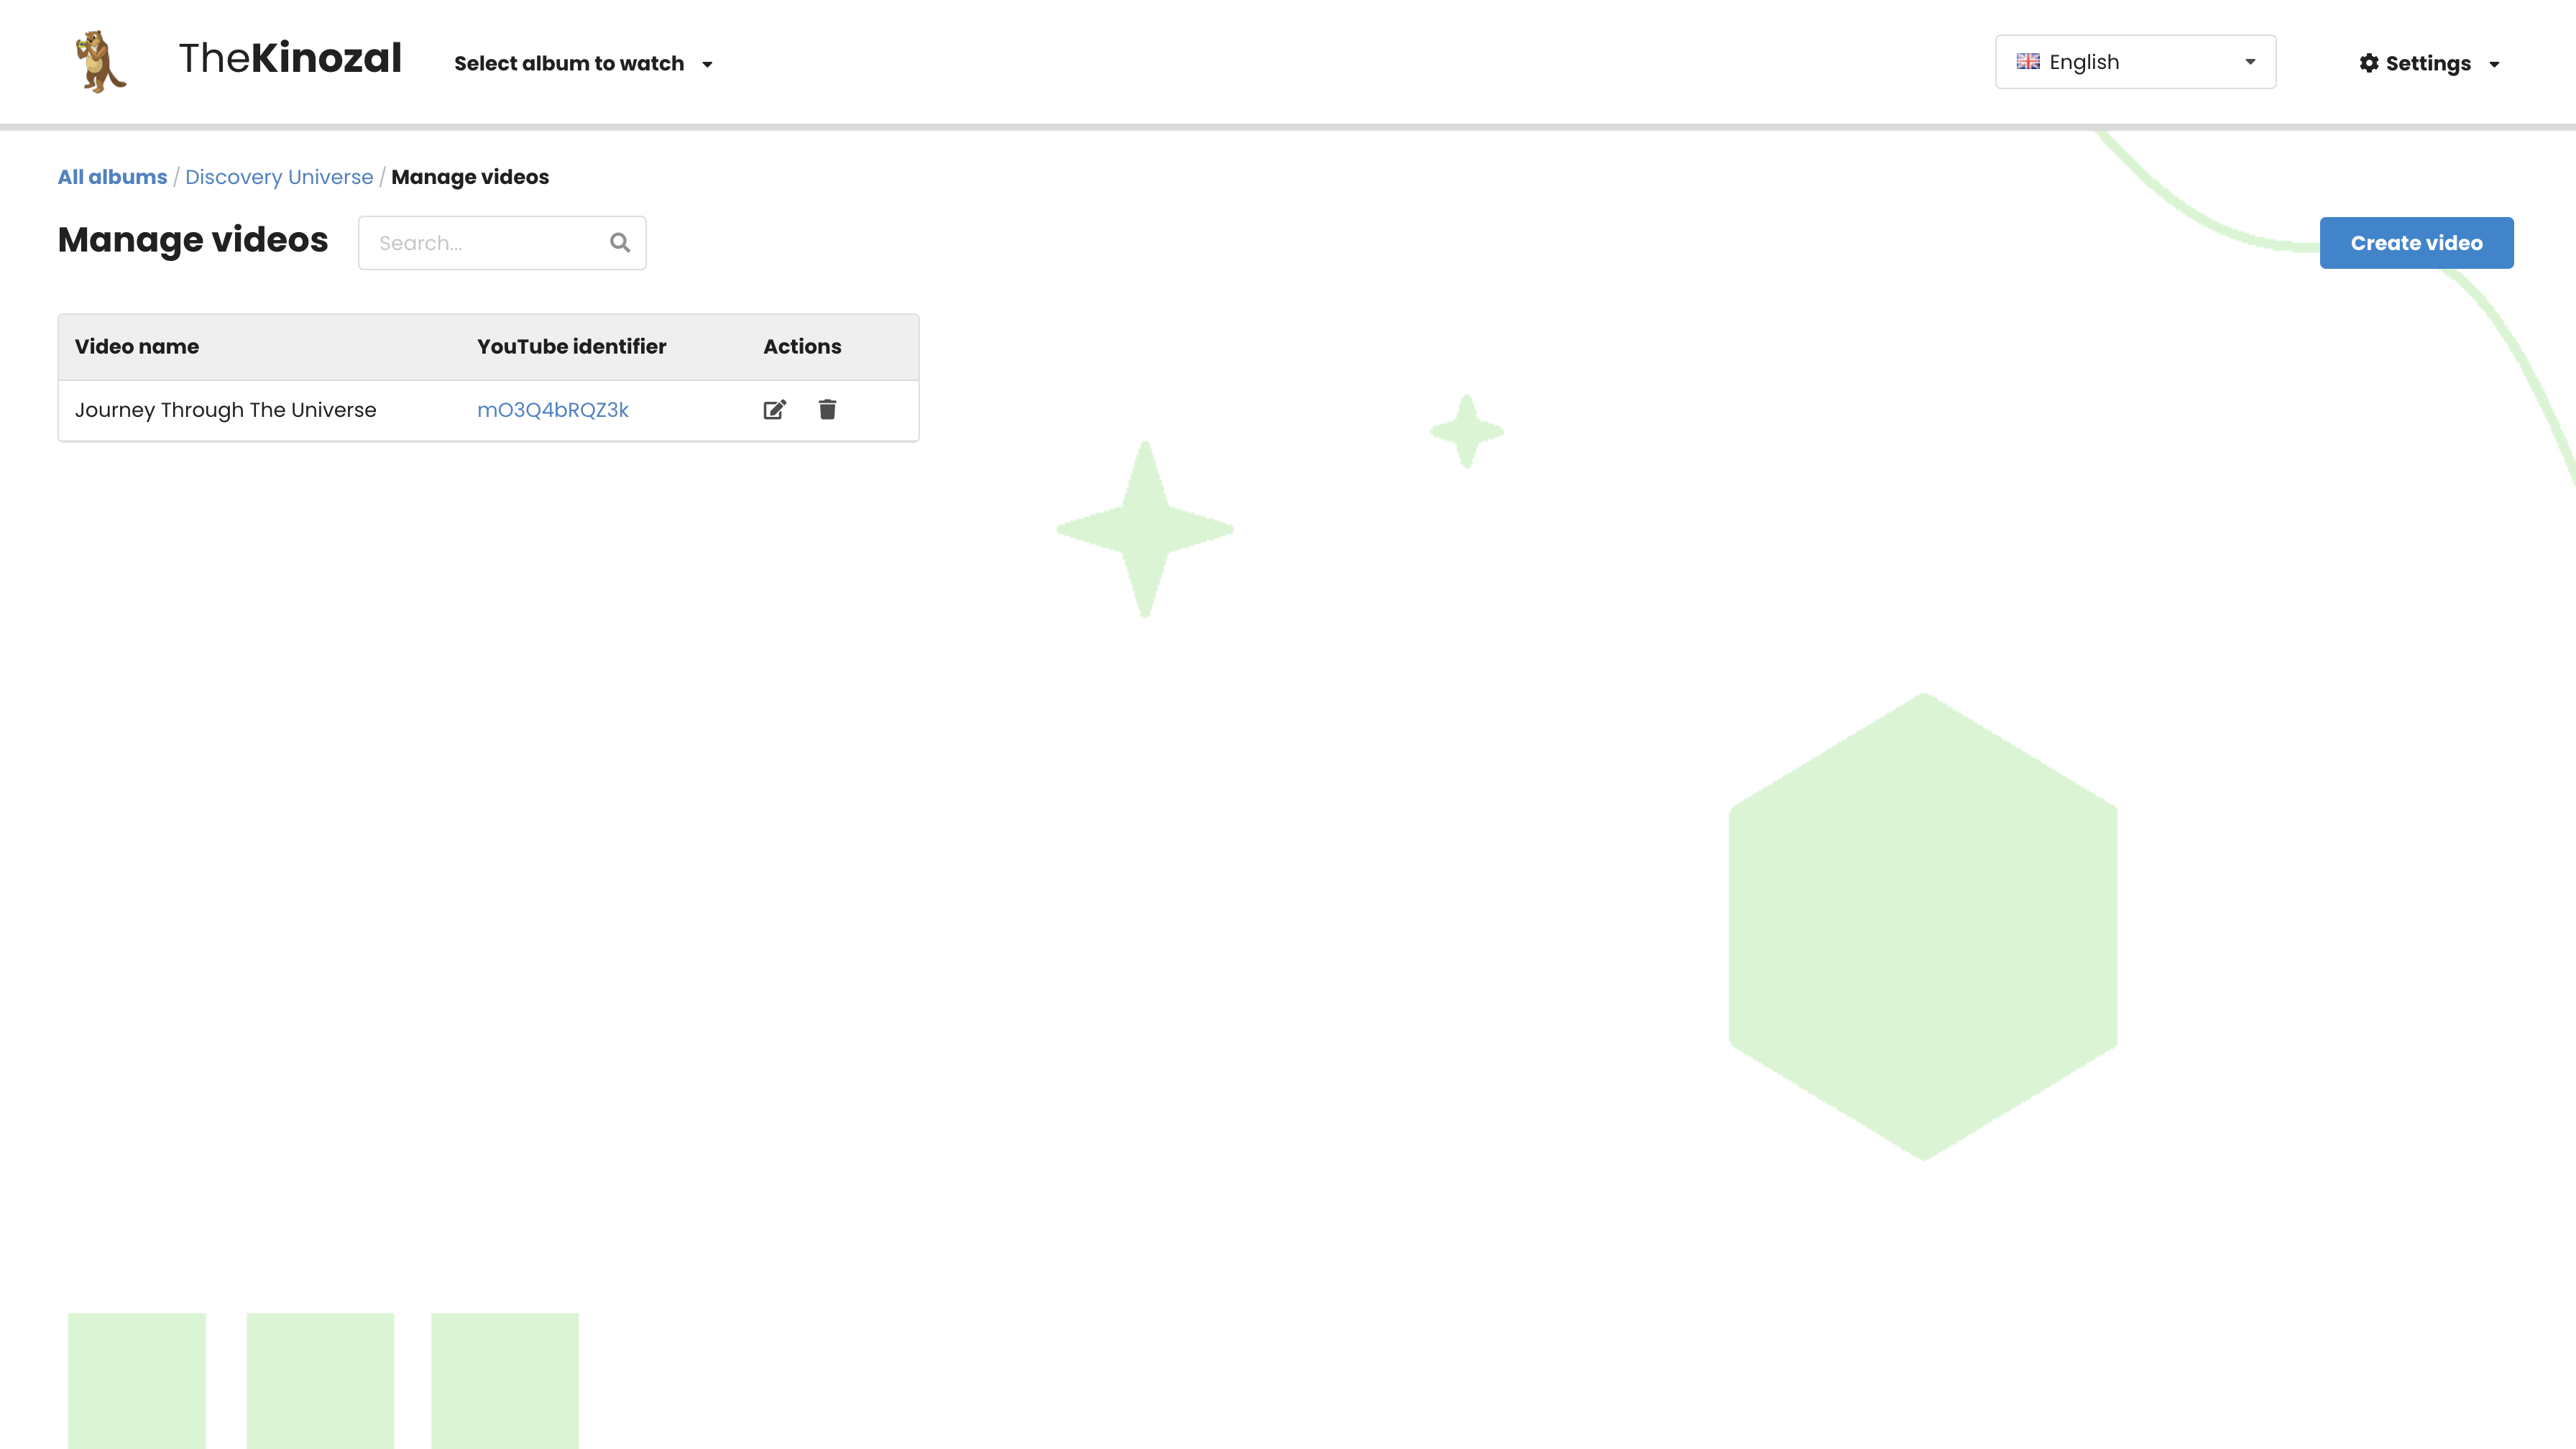 TheKinozal Select album to watch English Settings
All albums / Discovery Universe / Manage videos
Manage videos Search... Create video
Video name YouTube identifier Actions
Journey Through The Universe mO3Q4bRQZ3k